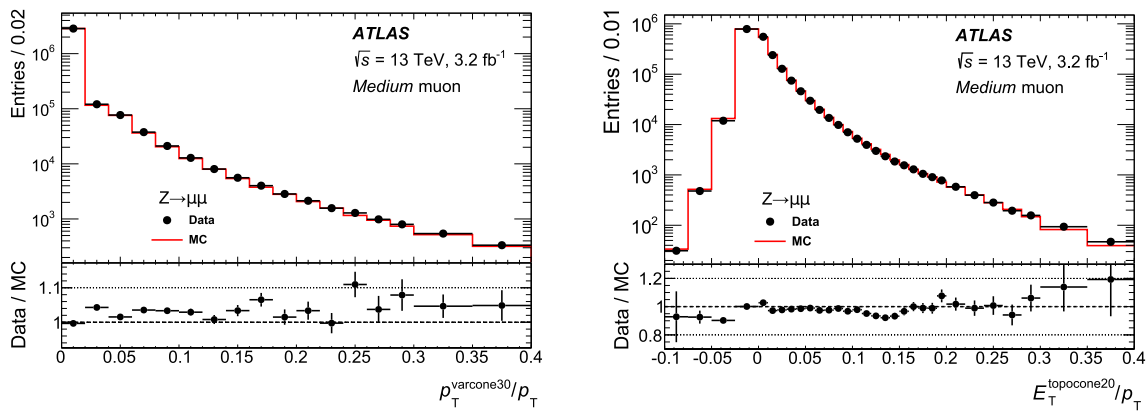 Entries / 0.02
10⁶
10⁵
10⁴
10³
ATLAS
√s = 13 TeV, 3.2 fb⁻¹
Medium muon
Z→μμ
Data
MC
Data / MC
1.1
1
0 0.05 0.1 0.15 0.2 0.25 0.3 0.35 0.4
p_T^varcone30/p_T
Entries / 0.01
10⁶
10⁵
10⁴
10³
10²
ATLAS
√s = 13 TeV, 3.2 fb⁻¹
Medium muon
Z→μμ
Data
MC
Data / MC
1.2
1
0.8
-0.1 -0.05 0 0.05 0.1 0.15 0.2 0.25 0.3 0.35 0.4
E_T^topocone20/p_T